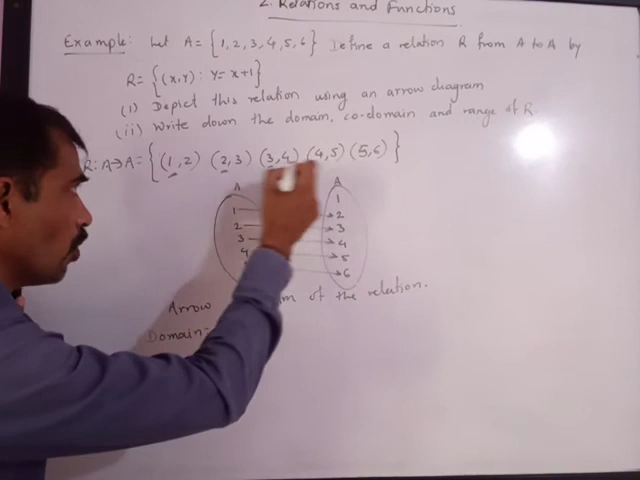 2. Relations and Functions
Example: Let A = {1,2,3,4,5,6} Define a relation R from A to A by
R = {(x,y) : y = x+1}
(i) Depict this relation using an arrow diagram
(ii) Write down the domain, co-domain and range of R
R: A→A = {(1,2) (2,3) (3,4) (4,5) (5,6)}
A A
1
1 2
2 3
3 4
4 5
6
Arrow of the relation.
Domain: